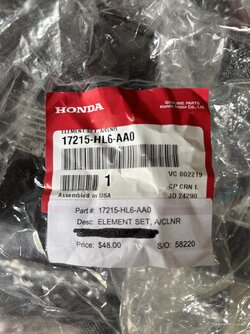 GENUINE PARTS
Honda Motor Co., Ltd.
HONDA
ELEMENT SET, A/CLNR
17215-HL6-AA0
VC 002219
1
CP CRN E
Assembled in USA
JD 24200
Part #: 17215-HL6-AA0
Desc: ELEMENT SET, A/CLNR
Price: $48.00
S/O: 58220